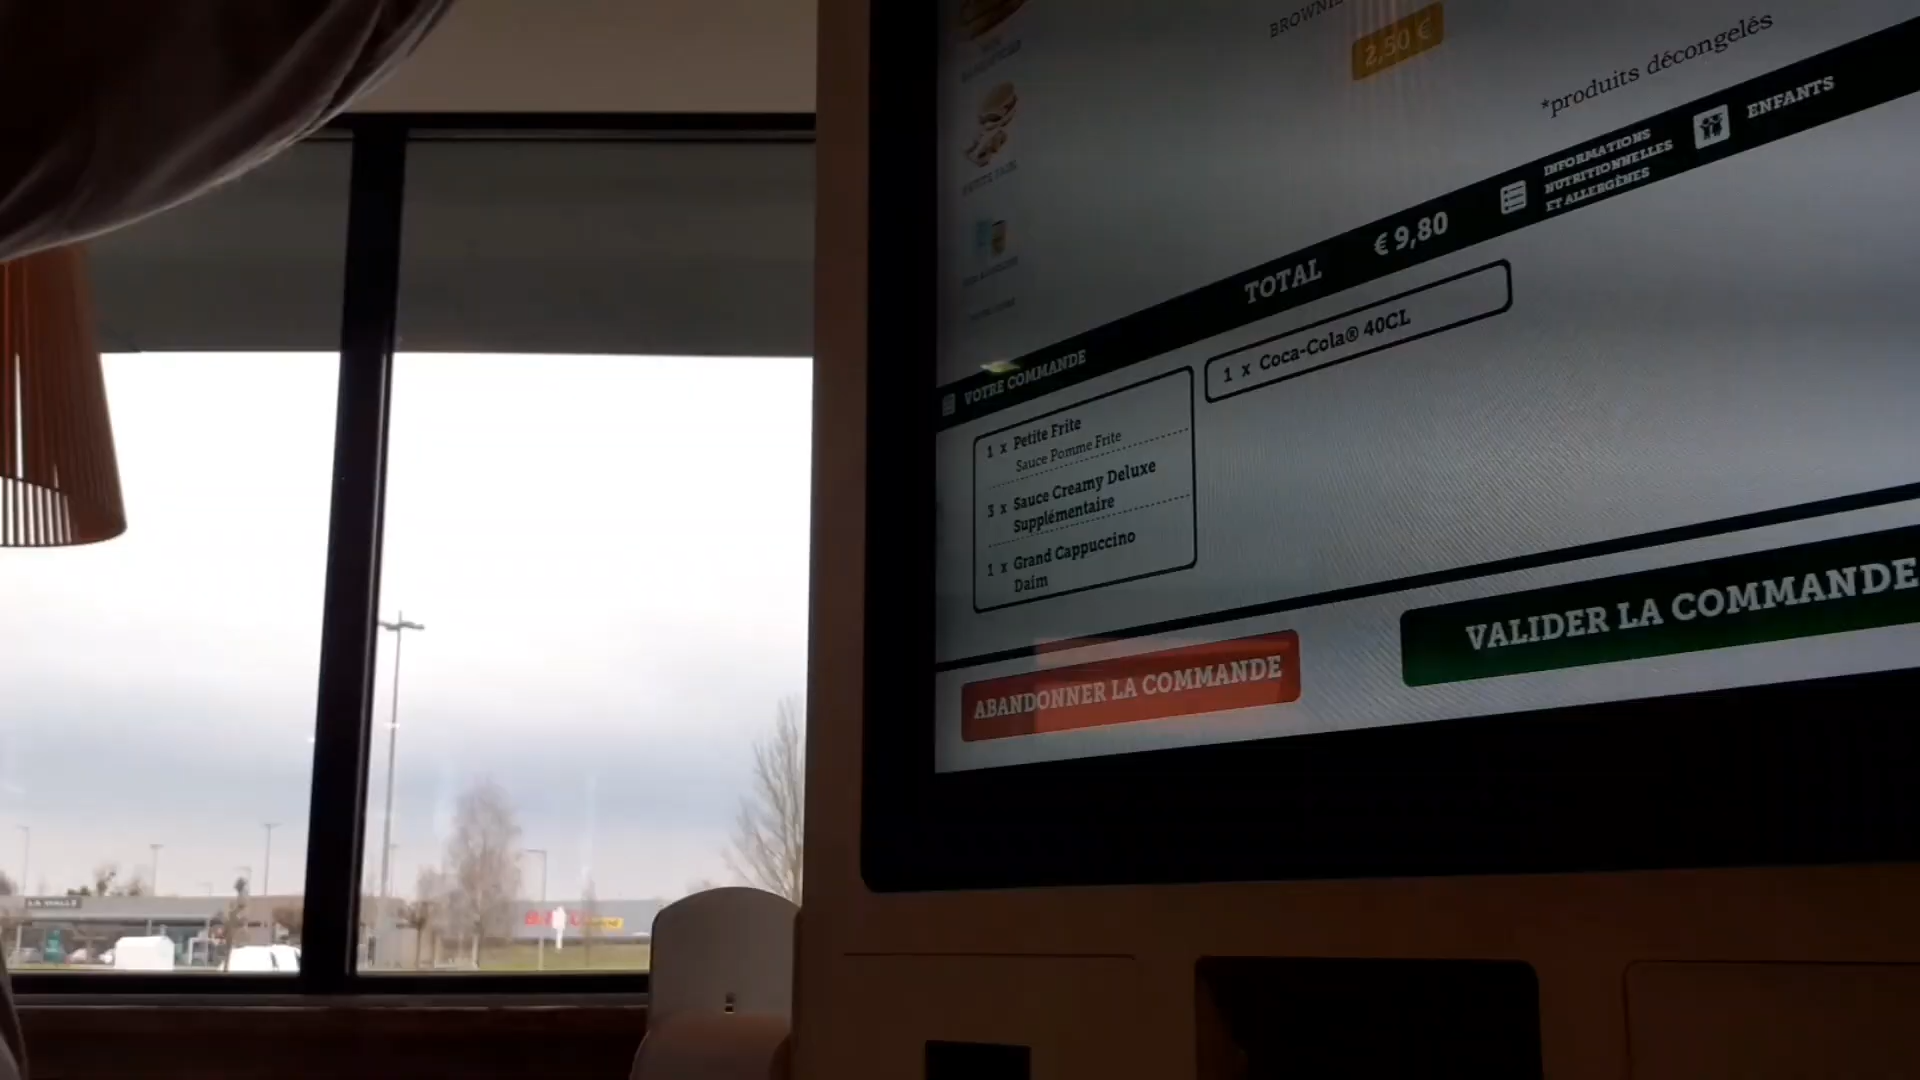 BROWNIE
2,50 €
*produits décongelés
INFORMATIONS
NUTRITIONNELLES
ET ALLERGÈNES
ENFANTS
TOTAL € 9,80
VOTRE COMMANDE
1 x Petite Frite
Sauce Pomme Frite
3 x Sauce Creamy Deluxe
Supplémentaire
1 x Grand Cappuccino
Daim
1 x Coca-Cola® 40CL
ABANDONNER LA COMMANDE
VALIDER LA COMMANDE
LA HALLE